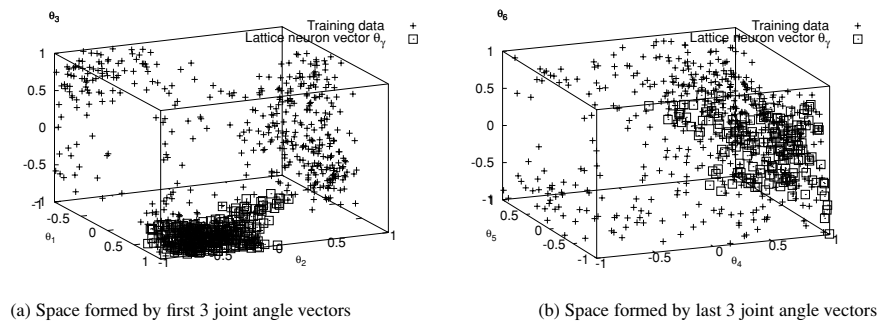 θ3
Training data
Lattice neuron vector θγ
1
0.5
0
-0.5
-1
-0.5
0
0.5
1
-1
-0.5
0
0.5
1
θ1
θ2
θ6
Training data
Lattice neuron vector θγ
1
0.5
0
-0.5
-1
0.5
0
-0.5
-1
-1
-0.5
0
0.5
1
θ5
θ4
(a) Space formed by first 3 joint angle vectors
(b) Space formed by last 3 joint angle vectors